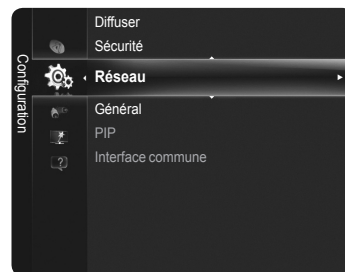 Configuration
Diffuser
Sécurité
Réseau
Général
PIP
Interface commune